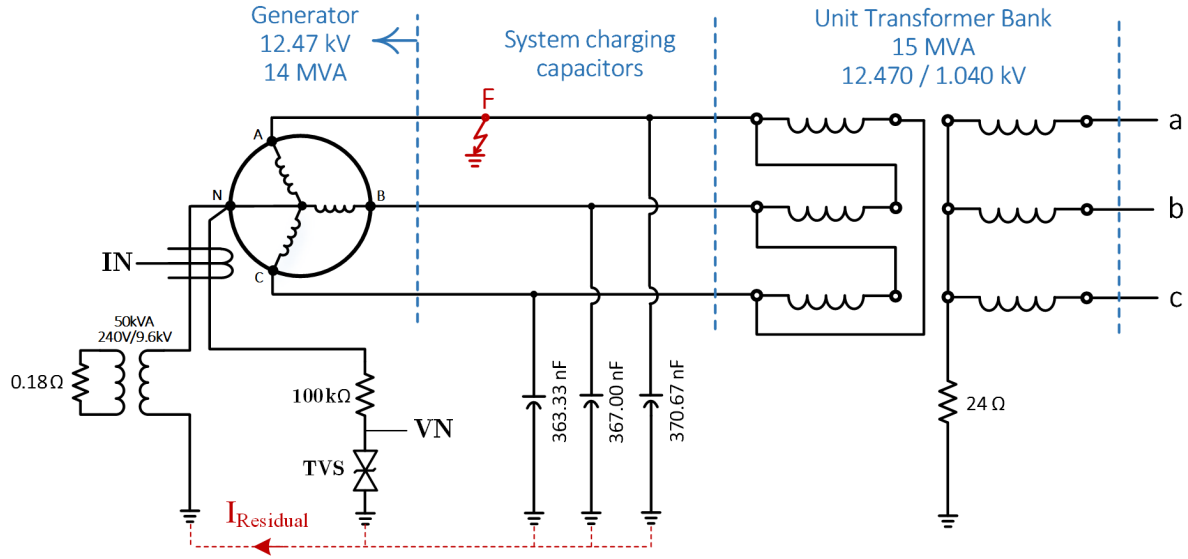 Generator
12.47 kV
14 MVA
System charging
capacitors
Unit Transformer Bank
15 MVA
12.470 / 1.040 kV
F
A
N
B
C
a
b
c
IN
50kVA
240V/9.6kV
0.18 Ω
100kΩ
VN
TVS
363.33 nF
367.00 nF
370.67 nF
24 Ω
I Residual